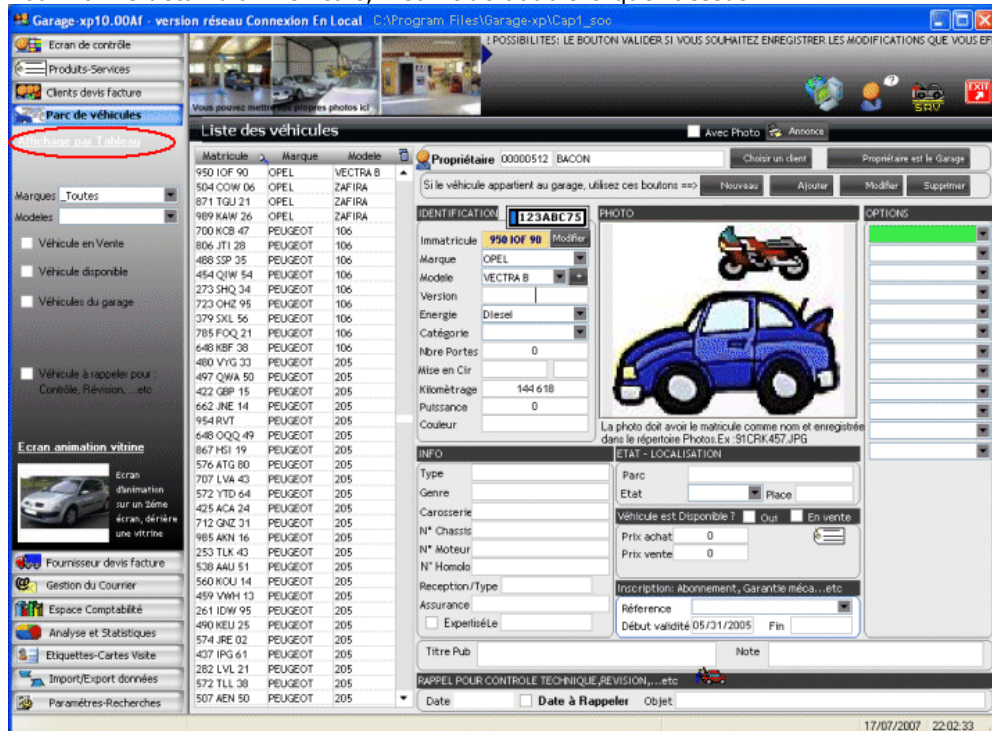 Garage-xp10.00Af - version réseau Connexion En Local C:\Program Files\Garage-xp\Cap1_soc
Ecran de contrôle
Produits-Services
Clients devis facture
Parc de véhicules
Affichage par Tableau
Marques _Toutes
Modeles
Véhicule en Vente
Véhicule disponible
Véhicules du garage
Véhicule à rappeler pour :
Contrôle, Révision, ...etc
Ecran animation vitrine
Ecran
d'animation
sur un 2éme
écran, dérière
une vitrine
Fournisseur devis facture
Gestion du Courrier
Espace Comptabilité
Analyse et Statistiques
Etiquettes-Cartes Visite
Import/Export données
Paramétres-Recherches
! POSSIBILITES: LE BOUTON VALIDER SI VOUS SOUHAITEZ ENREGISTRER LES MODIFICATIONS QUE VOUS EF
Vous pouvez mettre vos propres photos ici
SRV
EXIT
Liste des véhicules
Avec Photo
Annonce
Matricule Marque Modele
950 IOF 90 OPEL VECTRA B
504 COW 06 OPEL ZAFIRA
871 TGU 21 OPEL ZAFIRA
989 KAW 26 OPEL ZAFIRA
700 KCB 47 PEUGEOT 106
806 JTI 28 PEUGEOT 106
488 SSP 35 PEUGEOT 106
454 QIW 54 PEUGEOT 106
273 SHQ 34 PEUGEOT 106
723 OHZ 95 PEUGEOT 106
379 SXL 56 PEUGEOT 106
785 FOQ 21 PEUGEOT 106
648 KBF 38 PEUGEOT 106
480 VYG 33 PEUGEOT 205
497 QWA 50 PEUGEOT 205
422 GBP 15 PEUGEOT 205
662 JNE 14 PEUGEOT 205
954 RVT PEUGEOT 205
648 OQQ 49 PEUGEOT 205
867 HSI 19 PEUGEOT 205
576 ATG 80 PEUGEOT 205
707 LVA 43 PEUGEOT 205
572 YTD 64 PEUGEOT 205
425 ACA 24 PEUGEOT 205
712 GNZ 31 PEUGEOT 205
985 AKN 16 PEUGEOT 205
253 TLK 43 PEUGEOT 205
538 AAU 51 PEUGEOT 205
560 KOU 14 PEUGEOT 205
459 VWH 13 PEUGEOT 205
261 IDW 95 PEUGEOT 205
490 KEU 25 PEUGEOT 205
574 JRE 02 PEUGEOT 205
437 IPG 61 PEUGEOT 205
282 LVL 21 PEUGEOT 205
572 TLL 38 PEUGEOT 205
507 AEN 50 PEUGEOT 205
Propriétaire 00000512 BACON Choisir un client Propriétaire est le Garage
Si le véhicule appartient au garage, utilisez ces boutons ==> Nouveau Ajouter Modifier Supprimer
IDENTIFICATION 123ABC75
Immatricule 950 IOF 90 Modifier
Marque OPEL
Modele VECTRA B +
Version
Energie Diesel
Catégorie
Nbre Portes 0
Mise en Cir
Kilomètrage 144 618
Puissance 0
Couleur
PHOTO
La photo doit avoir le matricule comme nom et enregistrée
dans le répertoire Photos.Ex :91CRK457.JPG
OPTIONS
INFO
Type
Genre
Carosserie
N° Chassis
N° Moteur
N° Homolo
Reception/Type
Assurance
ExpertiséLe
ETAT - LOCALISATION
Parc
Etat Place
Véhicule est Disponible ? Oui En vente
Prix achat 0
Prix vente 0
Inscription: Abonnement, Garantie méca...etc
Réference
Début validité 05/31/2005 Fin
Titre Pub Note
RAPPEL POUR CONTROLE TECHNIQUE,REVISION,...etc
Date Date à Rappeler Objet
17/07/2007 22:02:33